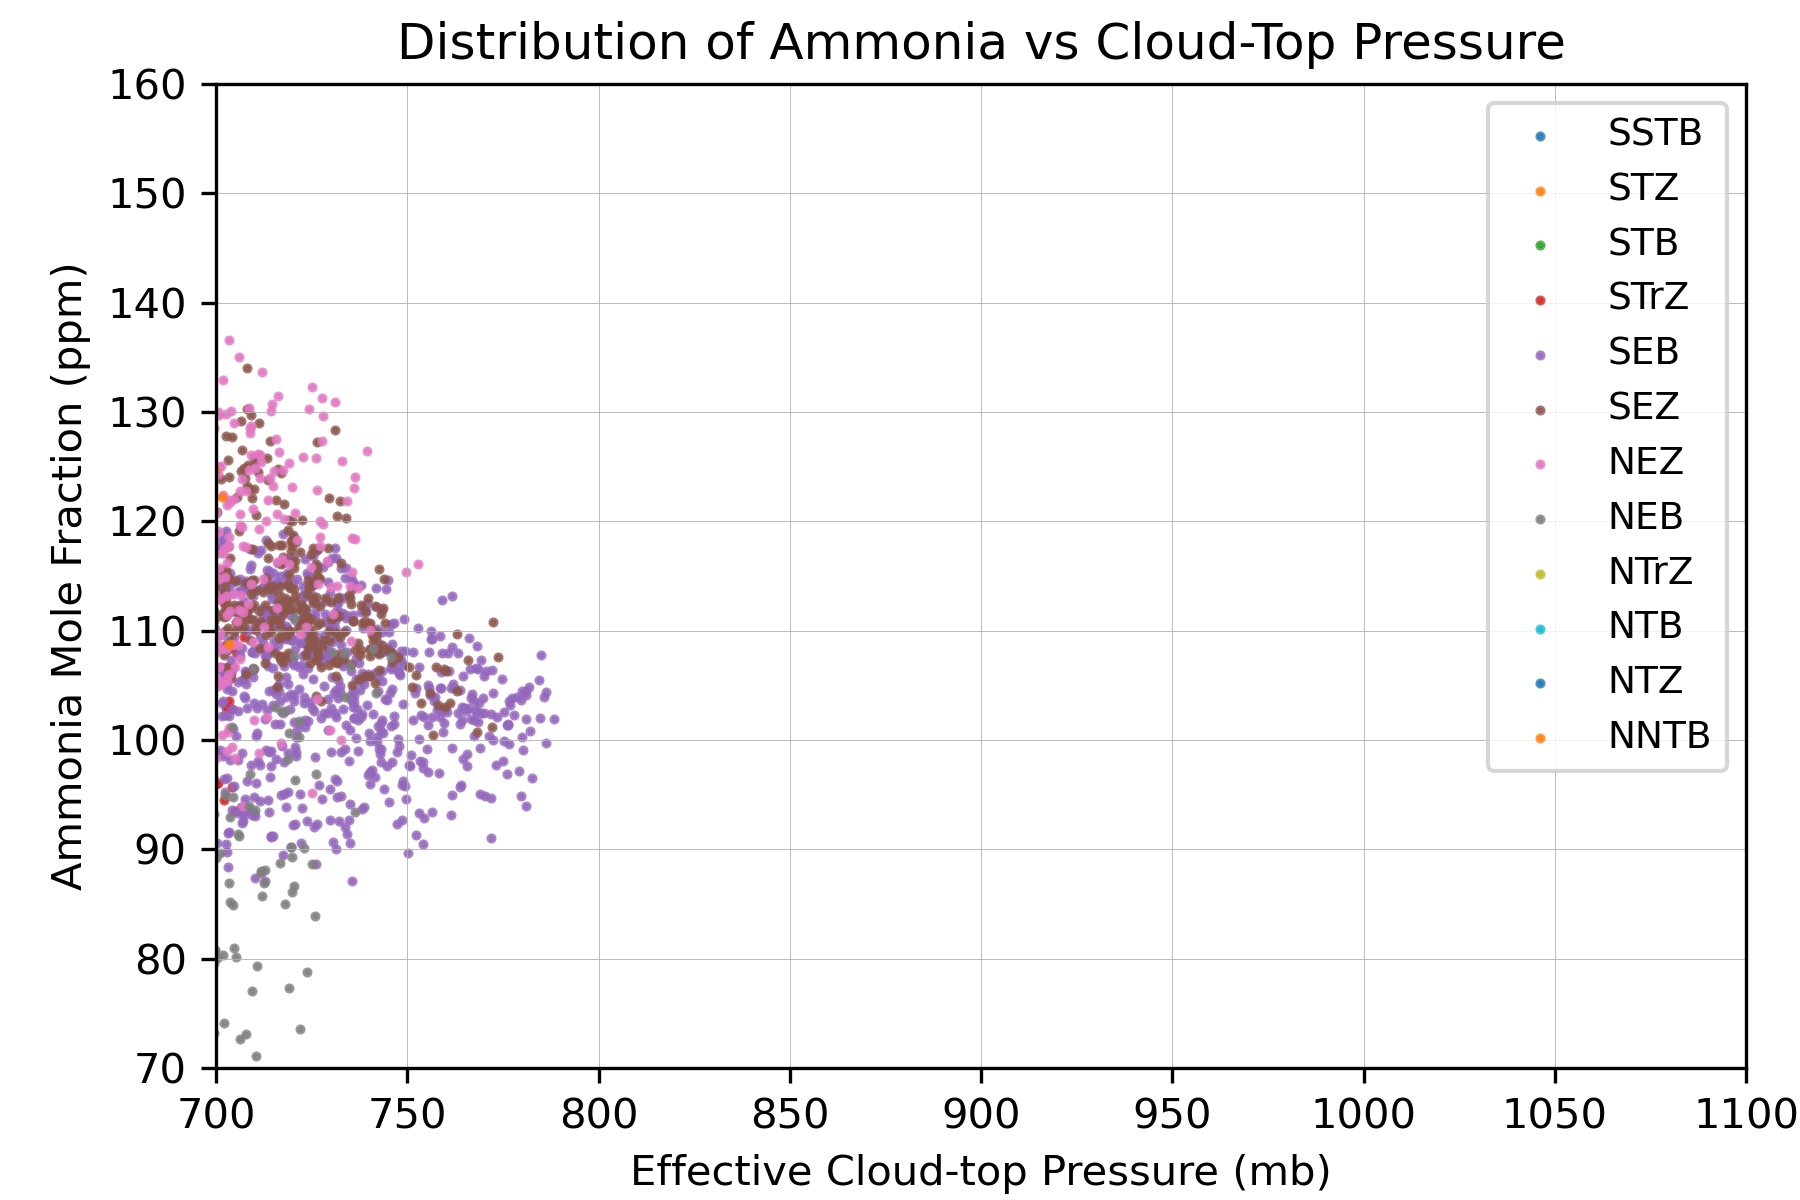 Distribution of Ammonia vs Cloud-Top Pressure
160
150
140
130
120
110
100
90
80
70
Ammonia Mole Fraction (ppm)
SSTB
STZ
STB
STrZ
SEB
SEZ
NEZ
NEB
NTrZ
NTB
NTZ
NNTB
700 750 800 850 900 950 1000 1050 1100
Effective Cloud-top Pressure (mb)